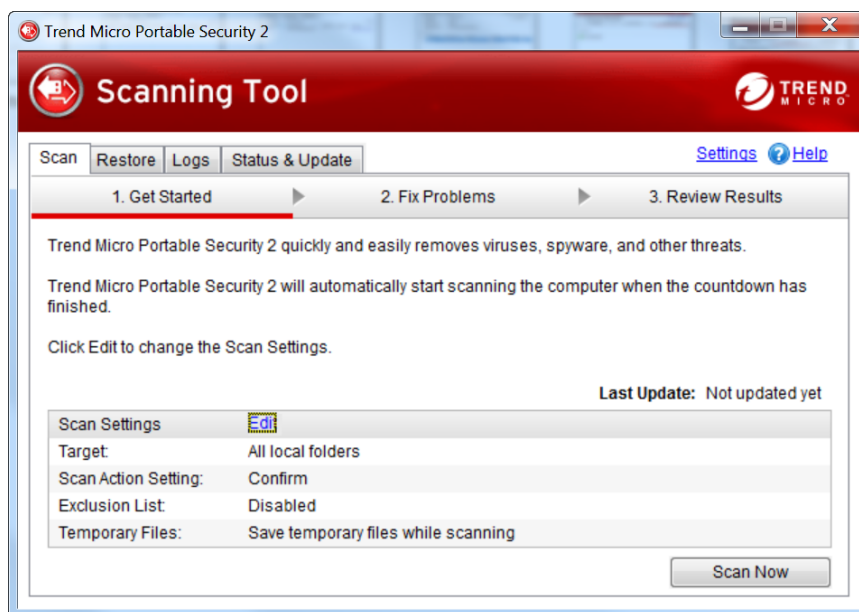 Trend Micro Portable Security 2
Scanning Tool
TREND
MICRO
Scan Restore Logs Status & Update Settings Help
1. Get Started 2. Fix Problems 3. Review Results
Trend Micro Portable Security 2 quickly and easily removes viruses, spyware, and other threats.
Trend Micro Portable Security 2 will automatically start scanning the computer when the countdown has
finished.
Click Edit to change the Scan Settings.
Last Update: Not updated yet
Scan Settings Edit
Target: All local folders
Scan Action Setting: Confirm
Exclusion List: Disabled
Temporary Files: Save temporary files while scanning
Scan Now